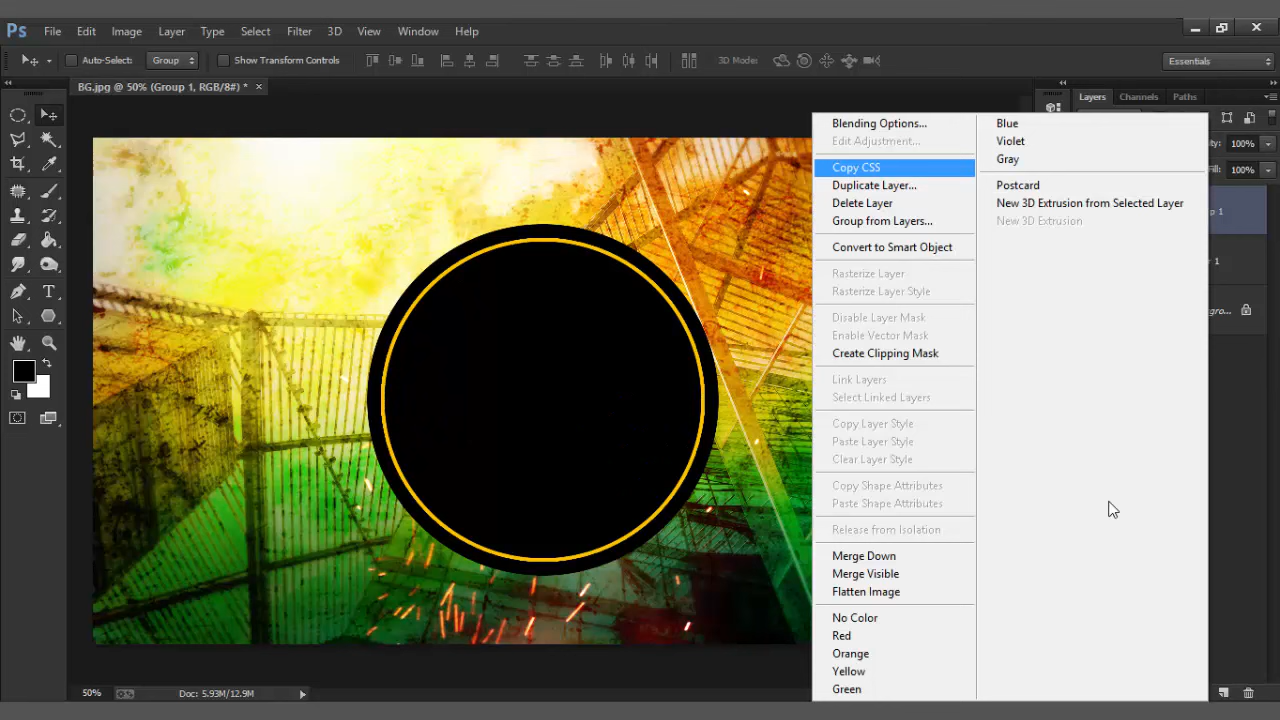 Ps File Edit Image Layer Type Select Filter 3D View Window Help
Auto-Select: Group Show Transform Controls 3D Mode: Essentials
BG.jpg @ 50% (Group 1, RGB/8#) * ×
Layers Channels Paths
100%
Fill: 100%
Blending Options...
Edit Adjustment...
Copy CSS
Duplicate Layer...
Delete Layer
Group from Layers...
Convert to Smart Object
Rasterize Layer
Rasterize Layer Style
Disable Layer Mask
Enable Vector Mask
Create Clipping Mask
Link Layers
Select Linked Layers
Copy Layer Style
Paste Layer Style
Clear Layer Style
Copy Shape Attributes
Paste Shape Attributes
Release from Isolation
Merge Down
Merge Visible
Flatten Image
No Color
Red
Orange
Yellow
Green
Blue
Violet
Gray
Postcard
New 3D Extrusion from Selected Layer
New 3D Extrusion
1
1
50% Doc: 5.93M/12.9M